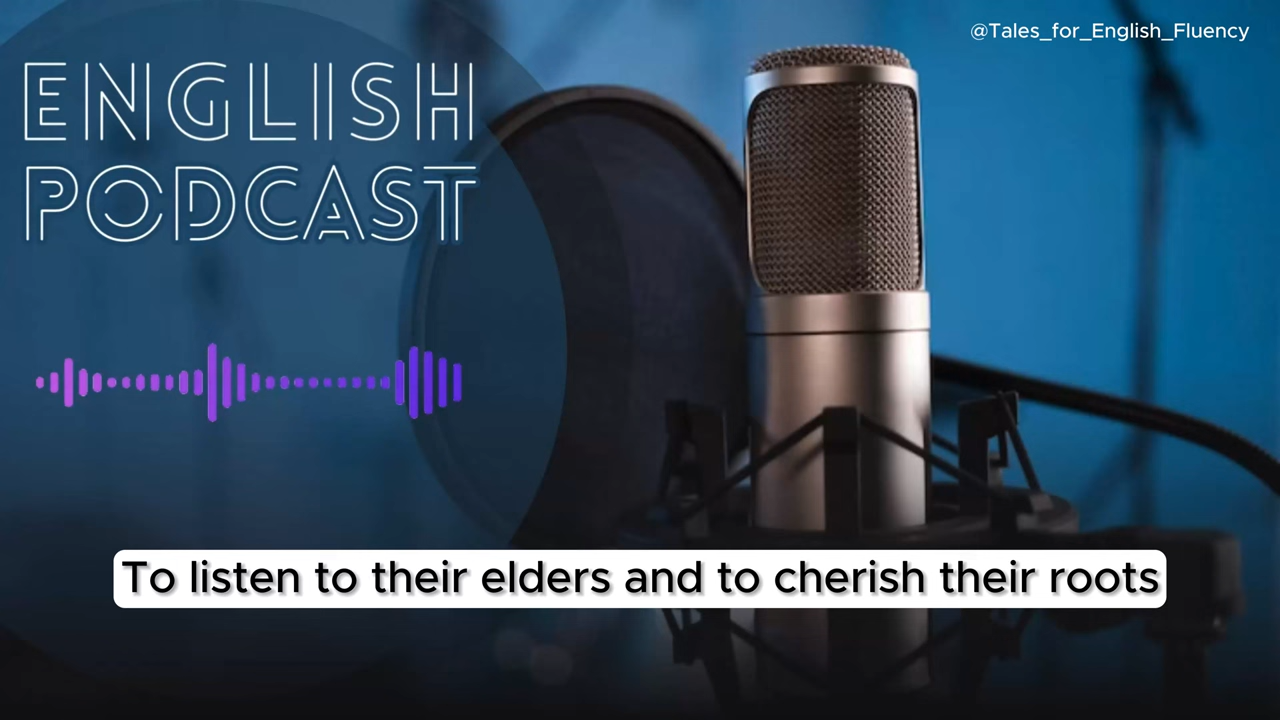 @Tales_for_English_Fluency
ENGLISH
PODCAST
To listen to their elders and to cherish their roots